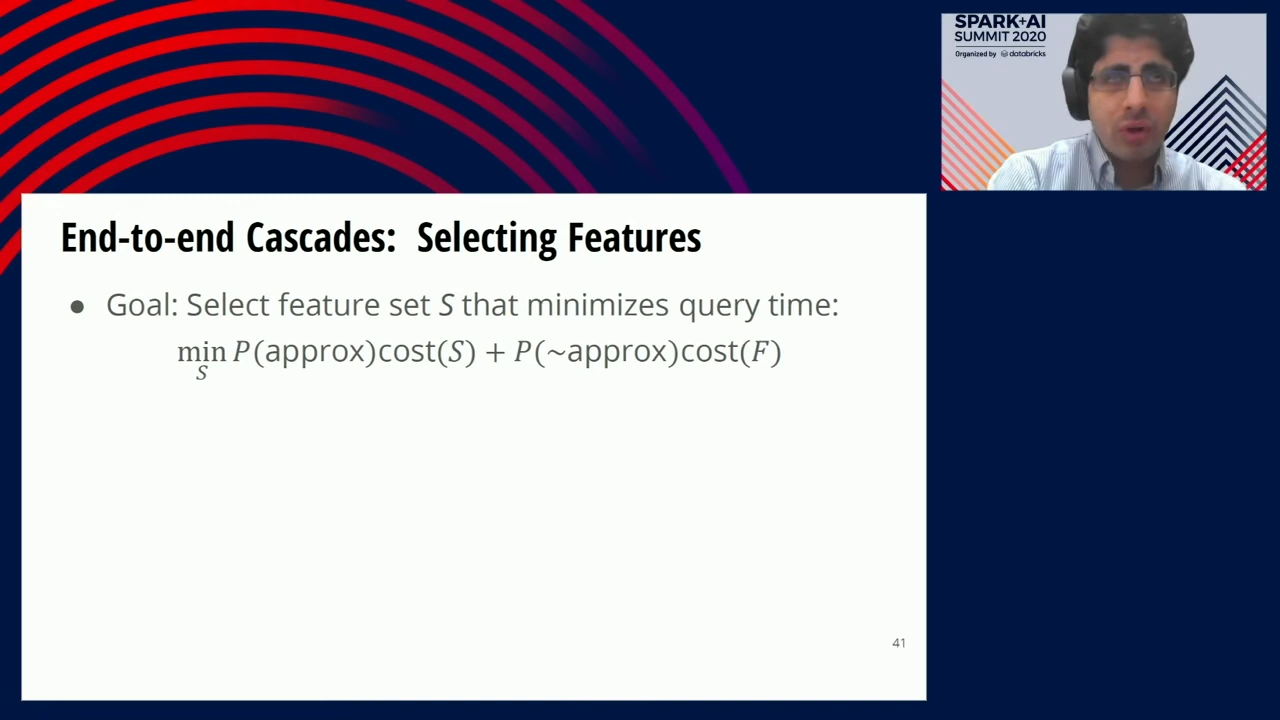 SPARK+AI
SUMMIT 2020
Organized by databricks
End-to-end Cascades: Selecting Features
● Goal: Select feature set S that minimizes query time:
min P(approx)cost(S) + P(~approx)cost(F)
S
41